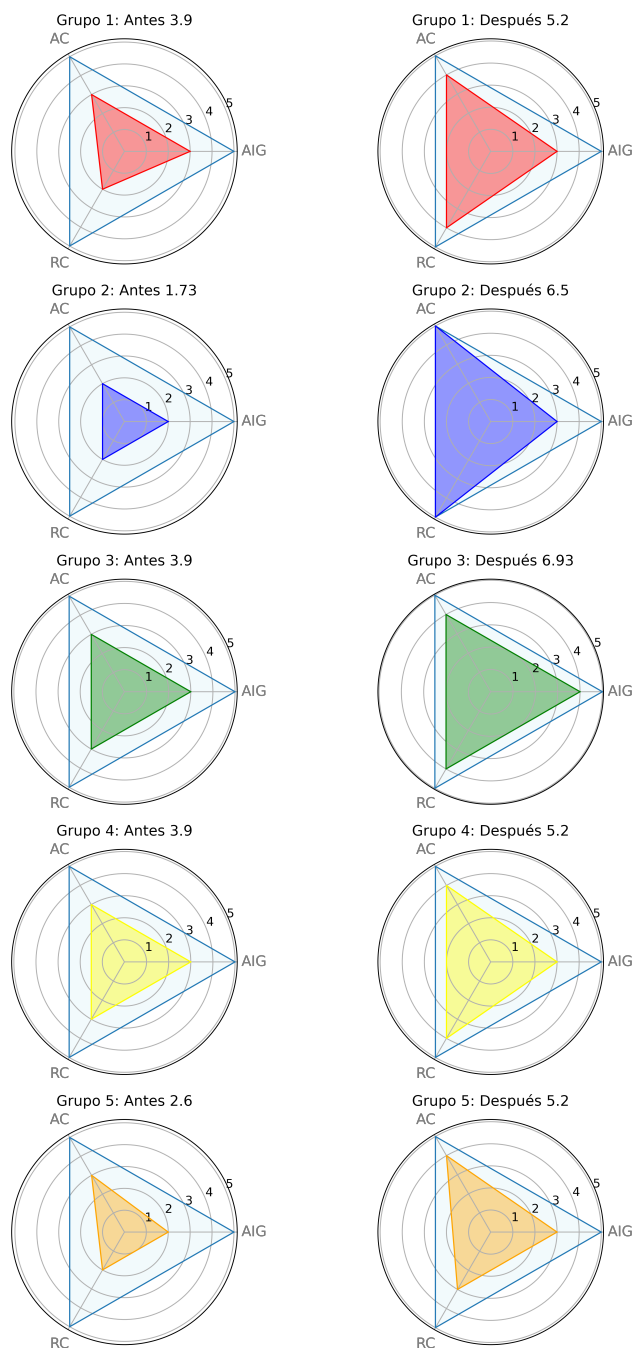 Grupo 1: Antes 3.9
AC
1
2
3
4
5
AIG
RC
Grupo 1: Después 5.2
AC
1
2
3
4
5
AIG
RC
Grupo 2: Antes 1.73
AC
1
2
3
4
5
AIG
RC
Grupo 2: Después 6.5
AC
1
2
3
4
5
AIG
RC
Grupo 3: Antes 3.9
AC
1
2
3
4
5
AIG
RC
Grupo 3: Después 6.93
AC
1
2
3
4
5
AIG
RC
Grupo 4: Antes 3.9
AC
1
2
3
4
5
AIG
RC
Grupo 4: Después 5.2
AC
1
2
3
4
5
AIG
RC
Grupo 5: Antes 2.6
AC
1
2
3
4
5
AIG
RC
Grupo 5: Después 5.2
AC
1
2
3
4
5
AIG
RC